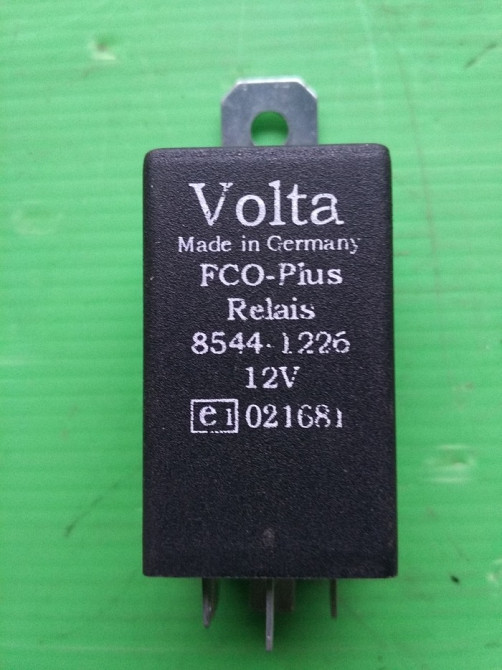 Volta
Made in Germany
FCO-Plus
Relais
8544-1226
12V
e1 021681